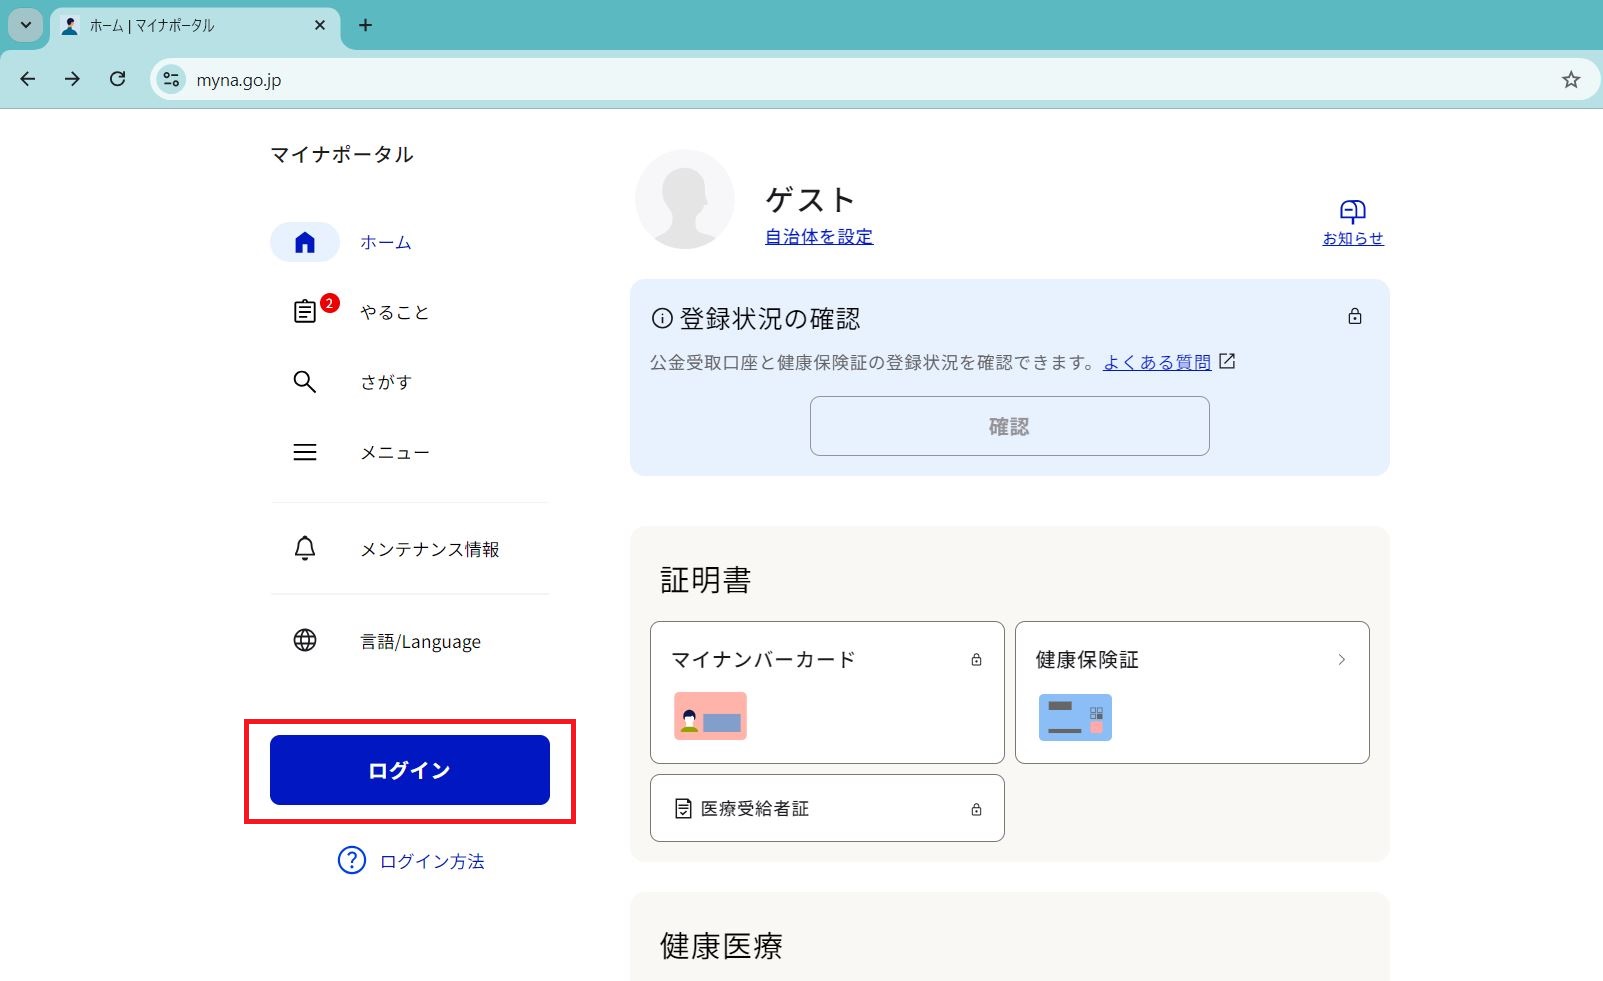 ホーム | マイナポータル
myna.go.jp
マイナポータル
ホーム
2
やること
さがす
メニュー
メンテナンス情報
言語/Language
ログイン
ログイン方法
ゲスト
自治体を設定
お知らせ
登録状況の確認
公金受取口座と健康保険証の登録状況を確認できます。よくある質問
確認
証明書
マイナンバーカード
健康保険証
医療受給者証
健康医療